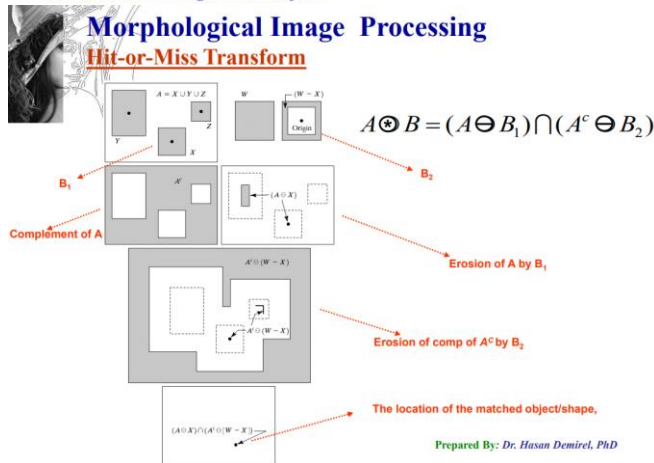 Morphological Image Processing
Hit-or-Miss Transform
A = X ∪ Y ∪ Z
Y
X
Z
W
(W − X)
Origin
A ⊛ B = (A ⊖ B₁) ∩ (Aᶜ ⊖ B₂)
B₁
B₂
Aᶜ
(A ⊖ X)
Complement of A
Erosion of A by B₁
Aᶜ ⊖ (W − X)
Aᶜ ⊖ (W − X)
Erosion of comp of Aᶜ by B₂
The location of the matched object/shape,
(A ⊖ X) ∩ (Aᶜ ⊖ [W − X])
Prepared By: Dr. Hasan Demirel, PhD